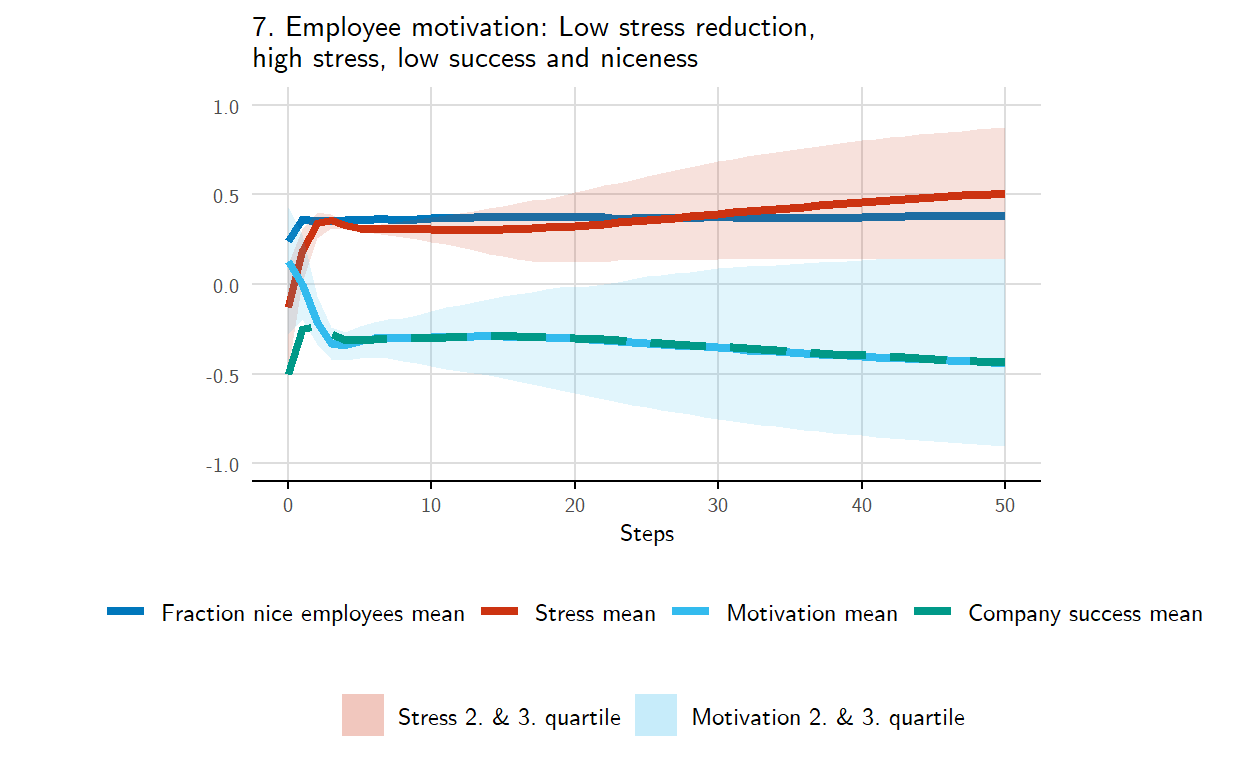 7. Employee motivation: Low stress reduction,
high stress, low success and niceness
1.0
0.5
0.0
-0.5
-1.0
0 10 20 30 40 50
Steps
Fraction nice employees mean Stress mean Motivation mean Company success mean
Stress 2. & 3. quartile Motivation 2. & 3. quartile